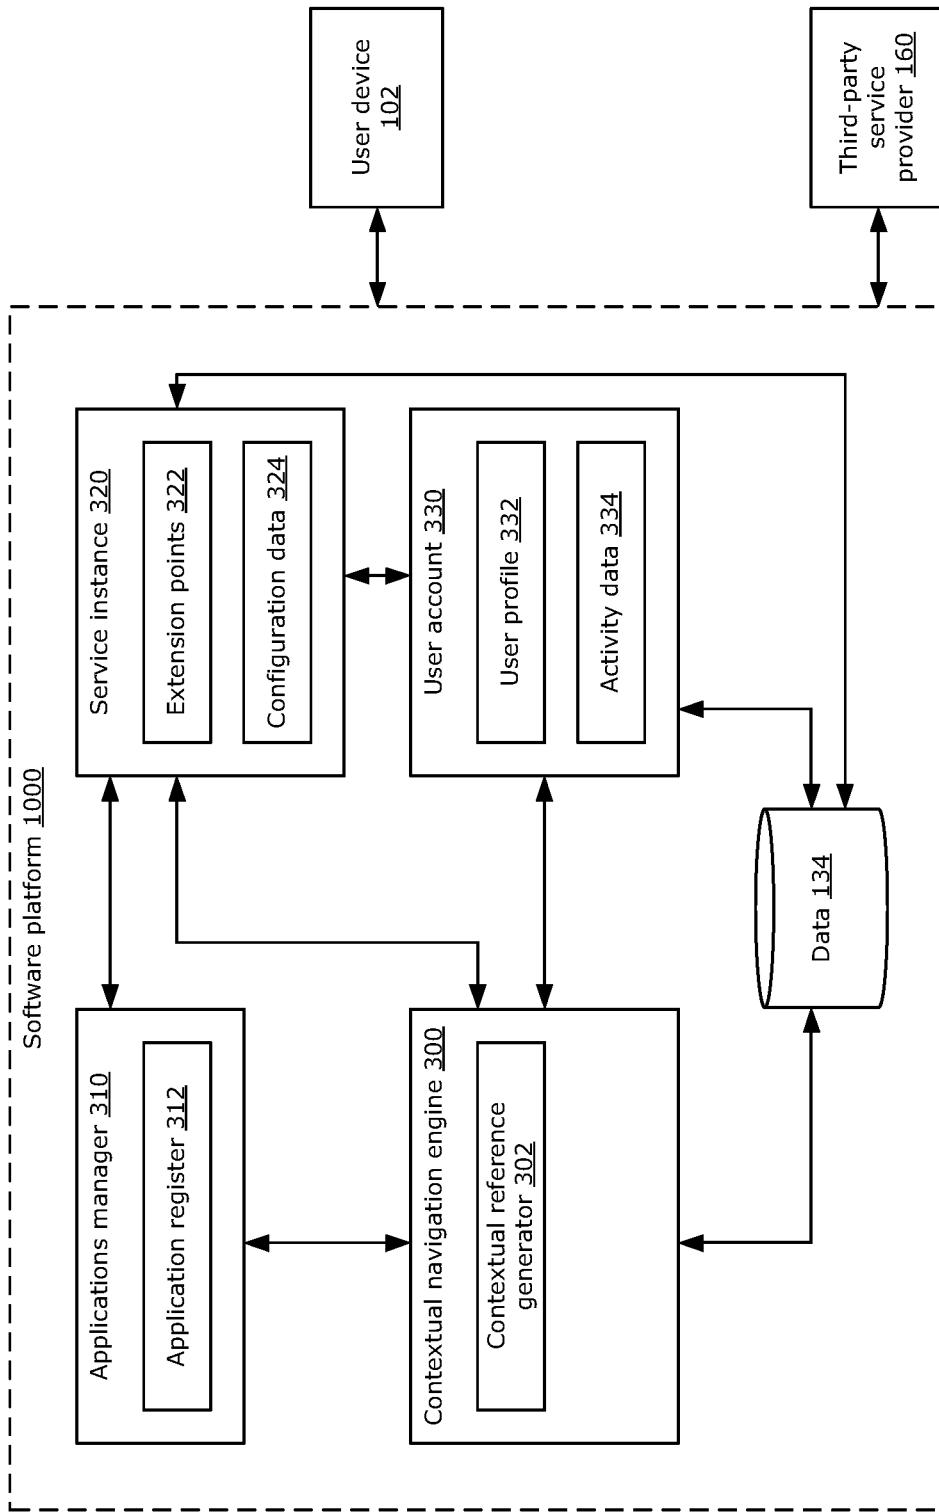 Software platform 1000
Applications manager 310
Application register 312
Service instance 320
Extension points 322
Configuration data 324
Contextual navigation engine 300
Contextual reference
generator 302
User account 330
User profile 332
Activity data 334
Data 134
User device
102
Third-party
service
provider 160